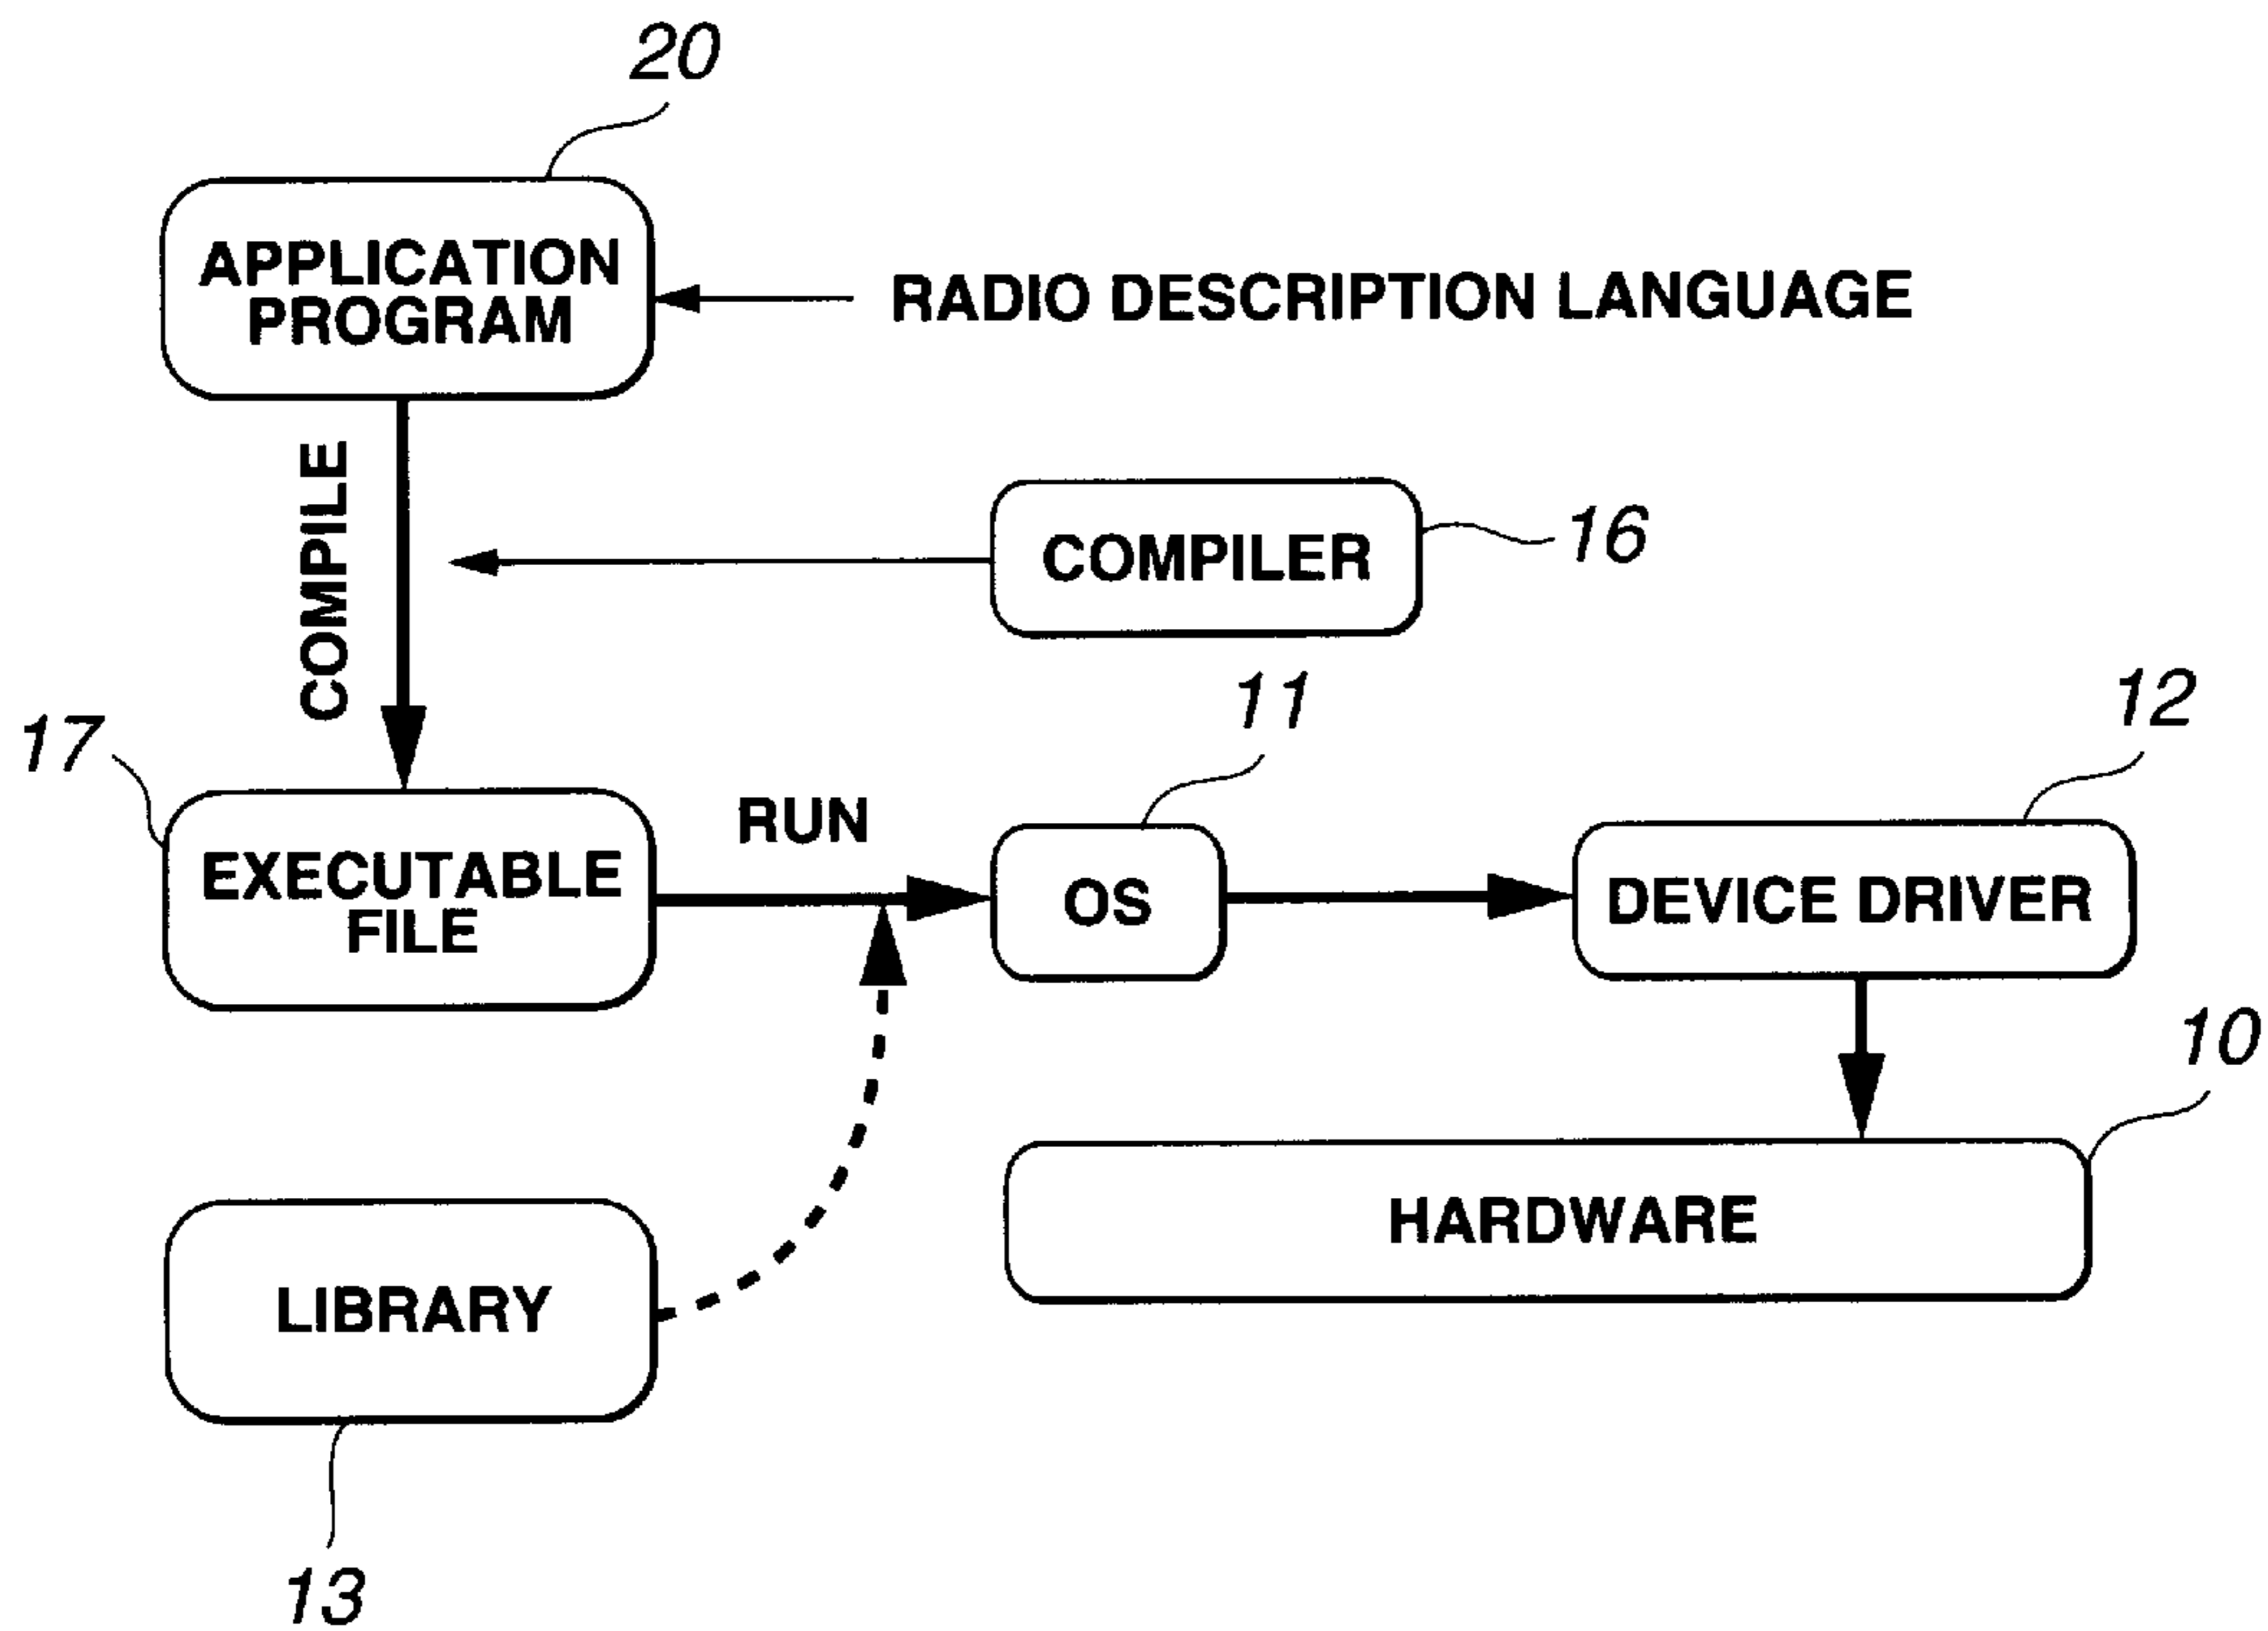 20
APPLICATION
PROGRAM
RADIO DESCRIPTION LANGUAGE
COMPILE
COMPILER
16
11
12
17
RUN
EXECUTABLE
FILE
OS
DEVICE DRIVER
10
HARDWARE
LIBRARY
13